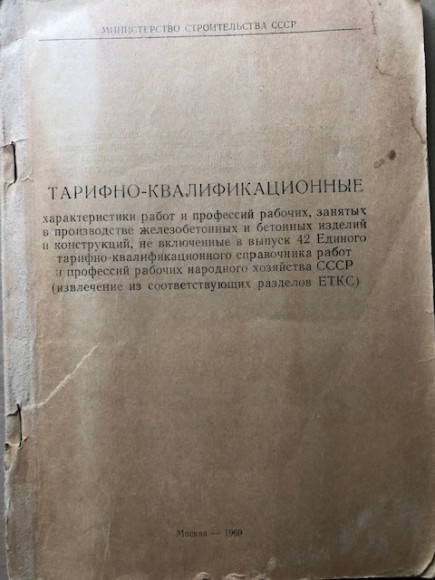 МИНИСТЕРСТВО СТРОИТЕЛЬСТВА СССР
ТАРИФНО-КВАЛИФИКАЦИОННЫЕ
характеристики работ и профессий рабочих, занятых
в производстве железобетонных и бетонных изделий
и конструкций, не включенные в выпуск 42 Единого
тарифно-квалификационного справочника работ
и профессий рабочих народного хозяйства СССР
(извлечение из соответствующих разделов ЕТКС)
Москва — 1969